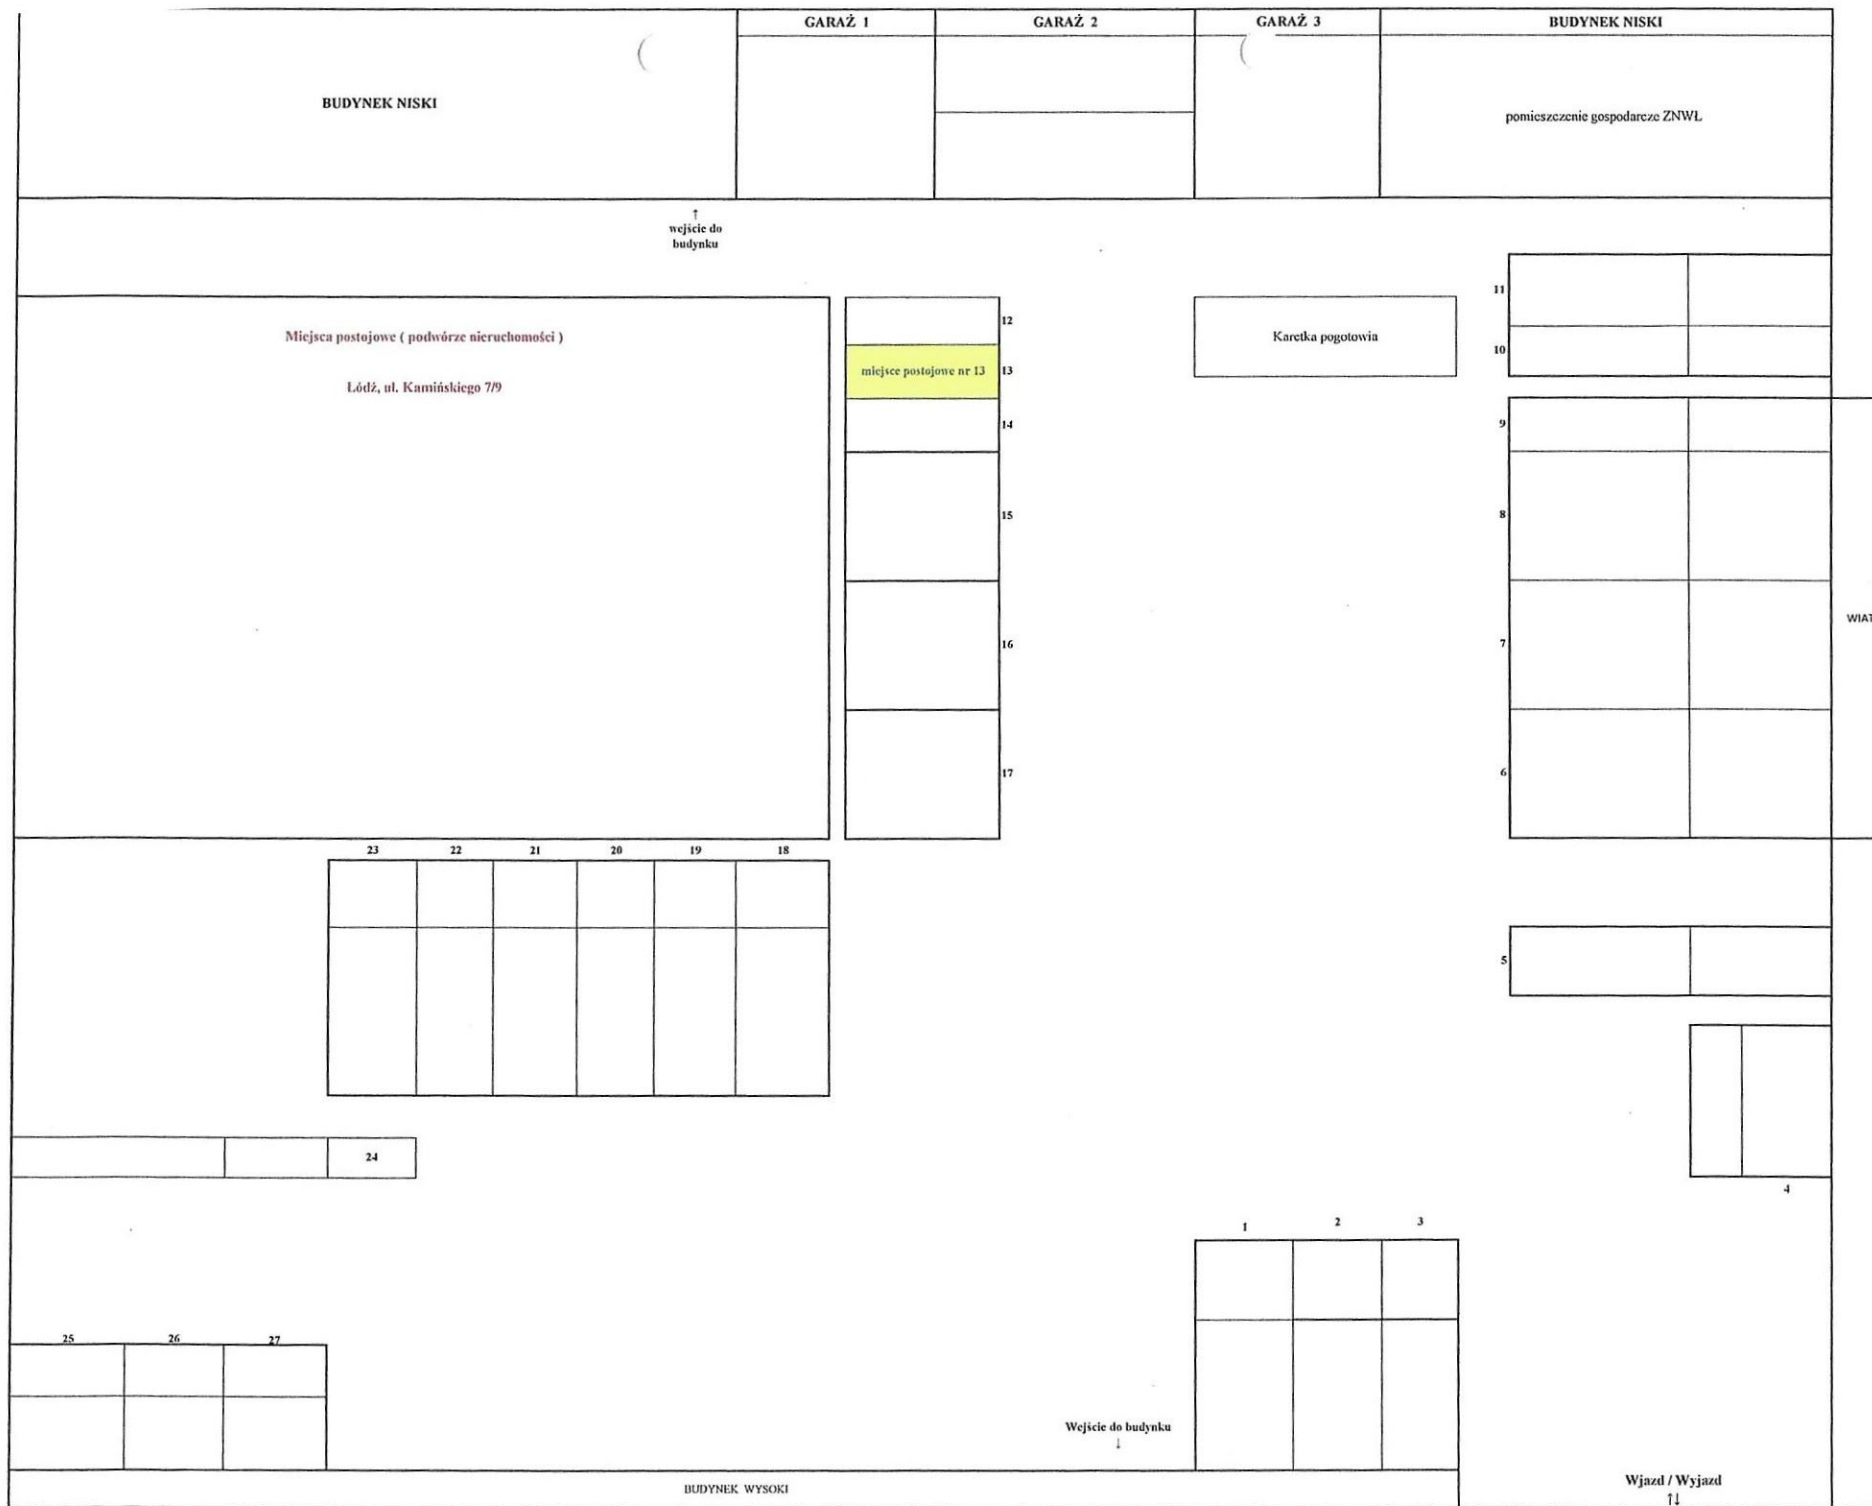 GARAŻ 1
GARAŻ 2
GARAŻ 3
BUDYNEK NISKI
BUDYNEK NISKI
pomieszczenie gospodarcze ZNWŁ
↑
wejście do
budynku
Miejsca postojowe ( podwórze nieruchomości )
Łódź, ul. Kamińskiego 7/9
12
miejsce postojowe nr 13
13
14
15
16
17
Karetka pogotowia
11
10
9
8
7
6
WIAT
23 22 21 20 19 18
5
24
4
1 2 3
25 26 27
Wejście do budynku
↓
BUDYNEK WYSOKI
Wjazd / Wyjazd
↑↓